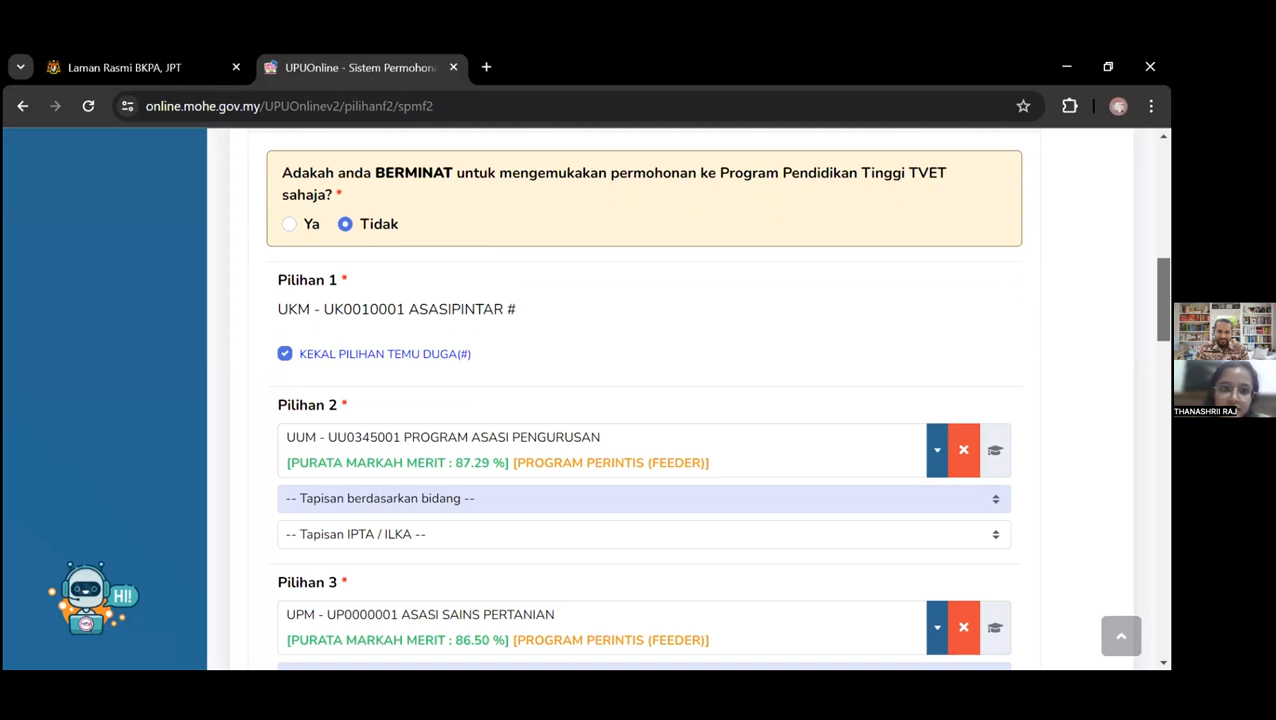 Laman Rasmi BKPA, JPT
UPUOnline - Sistem Permohona
online.mohe.gov.my/UPUOnlinev2/pilihanf2/spmf2
Adakah anda BERMINAT untuk mengemukakan permohonan ke Program Pendidikan Tinggi TVET
sahaja? *
Ya Tidak
Pilihan 1 *
UKM - UK0010001 ASASIPINTAR #
KEKAL PILIHAN TEMU DUGA(#)
Pilihan 2 *
UUM - UU0345001 PROGRAM ASASI PENGURUSAN
[PURATA MARKAH MERIT : 87.29 %] [PROGRAM PERINTIS (FEEDER)]
-- Tapisan berdasarkan bidang --
-- Tapisan IPTA / ILKA --
Pilihan 3 *
UPM - UP0000001 ASASI SAINS PERTANIAN
[PURATA MARKAH MERIT : 86.50 %] [PROGRAM PERINTIS (FEEDER)]
HI!
THANASHRII RAJ